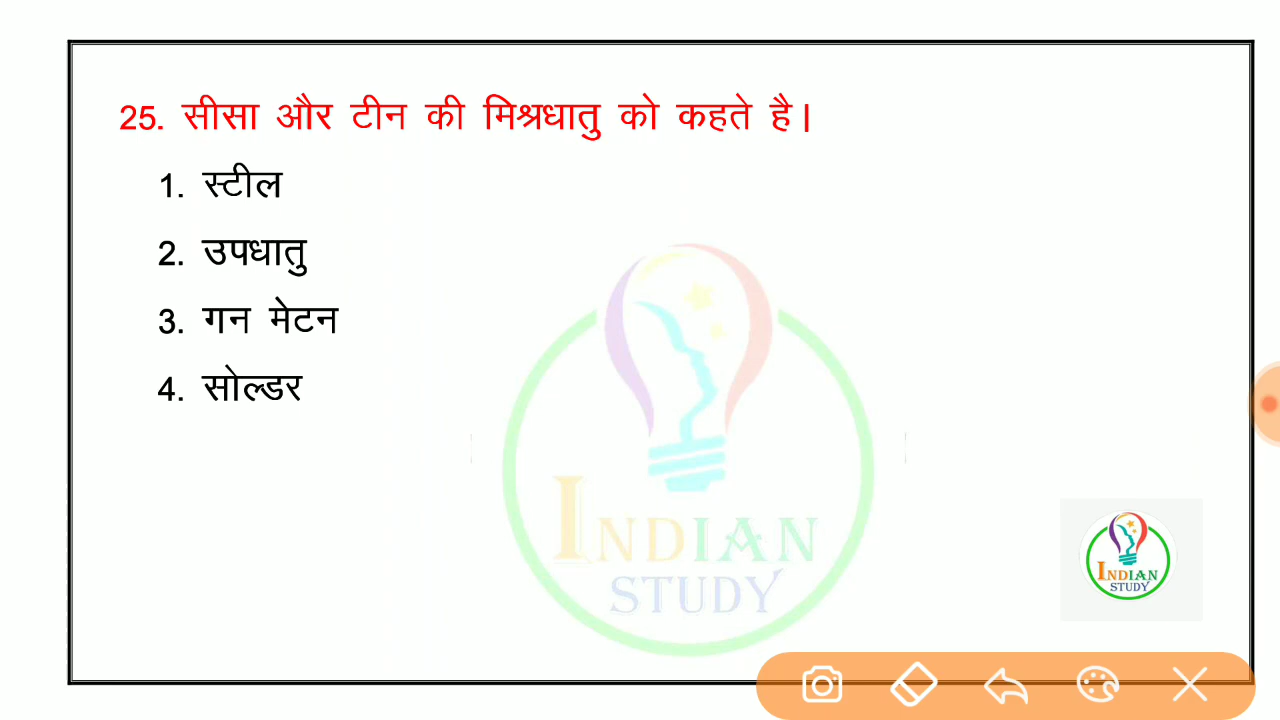 25. सीसा और टीन की मिश्रधातु को कहते है।
1. स्टील
2. उपधातु
3. गन मेटन
4. सोल्डर
INDIAN
STUDY
INDIAN
STUDY